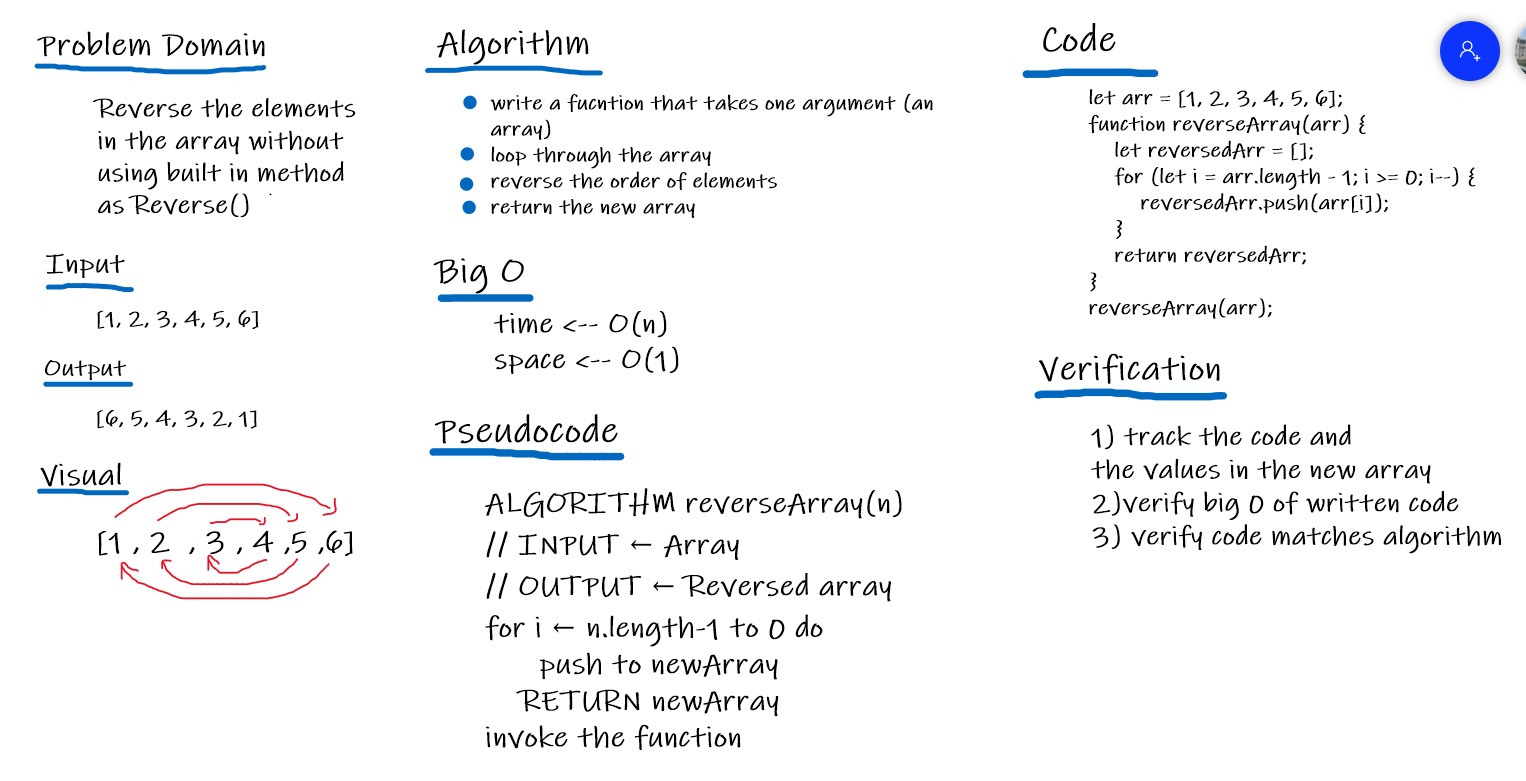 Problem Domain
Reverse the elements
in the array without
using built in method
as Reverse()
Input
[1, 2, 3, 4, 5, 6]
Output
[6, 5, 4, 3, 2, 1]
Visual
[1 , 2 , 3 , 4 ,5 ,6]
Algorithm
write a fucntion that takes one argument (an
array)
loop through the array
reverse the order of elements
return the new array
Big O
time <-- O(n)
space <-- O(1)
Pseudocode
ALGORITHM reverseArray(n)
// INPUT ← Array
// OUTPUT ← Reversed array
for i ← n.length-1 to 0 do
push to newArray
RETURN newArray
invoke the function
Code
let arr = [1, 2, 3, 4, 5, 6];
function reverseArray(arr) {
let reversedArr = [];
for (let i = arr.length - 1; i >= 0; i--) {
reversedArr.push(arr[i]);
}
return reversedArr;
}
reverseArray(arr);
Verification
1) track the code and
the values in the new array
2)verify big O of written code
3) verify code matches algorithm